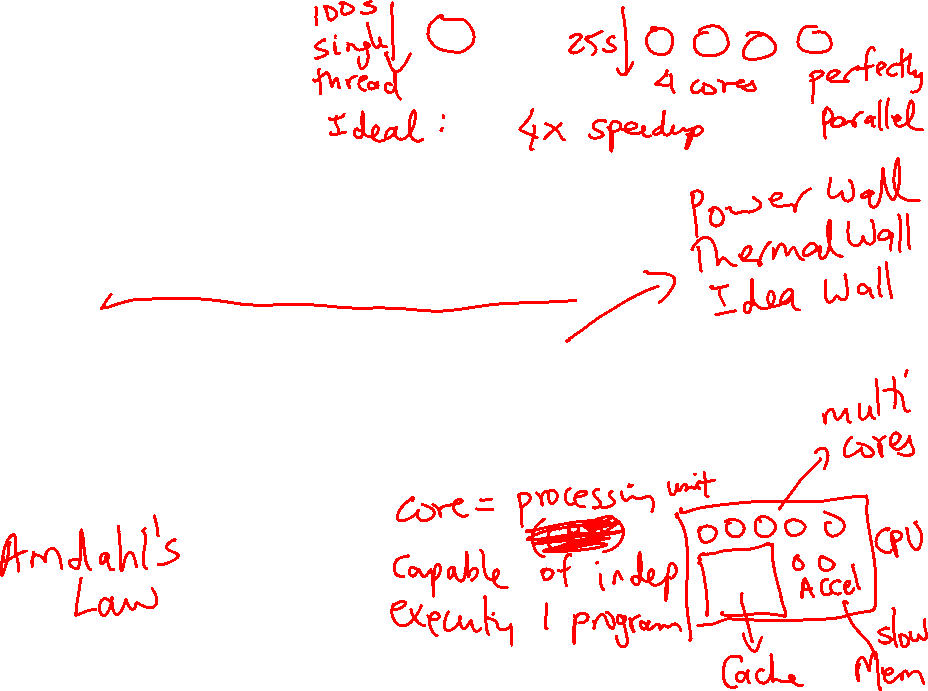 100s
single
thread
25s
4 cores
perfectly
parallel
Ideal : 4x speedup
Power Wall
Thermal Wall
Idea Wall
multi
cores
core = processing unit
capable of indep
executing 1 program
CPU
Accel
Cache
slow
Mem
Amdahl's
Law